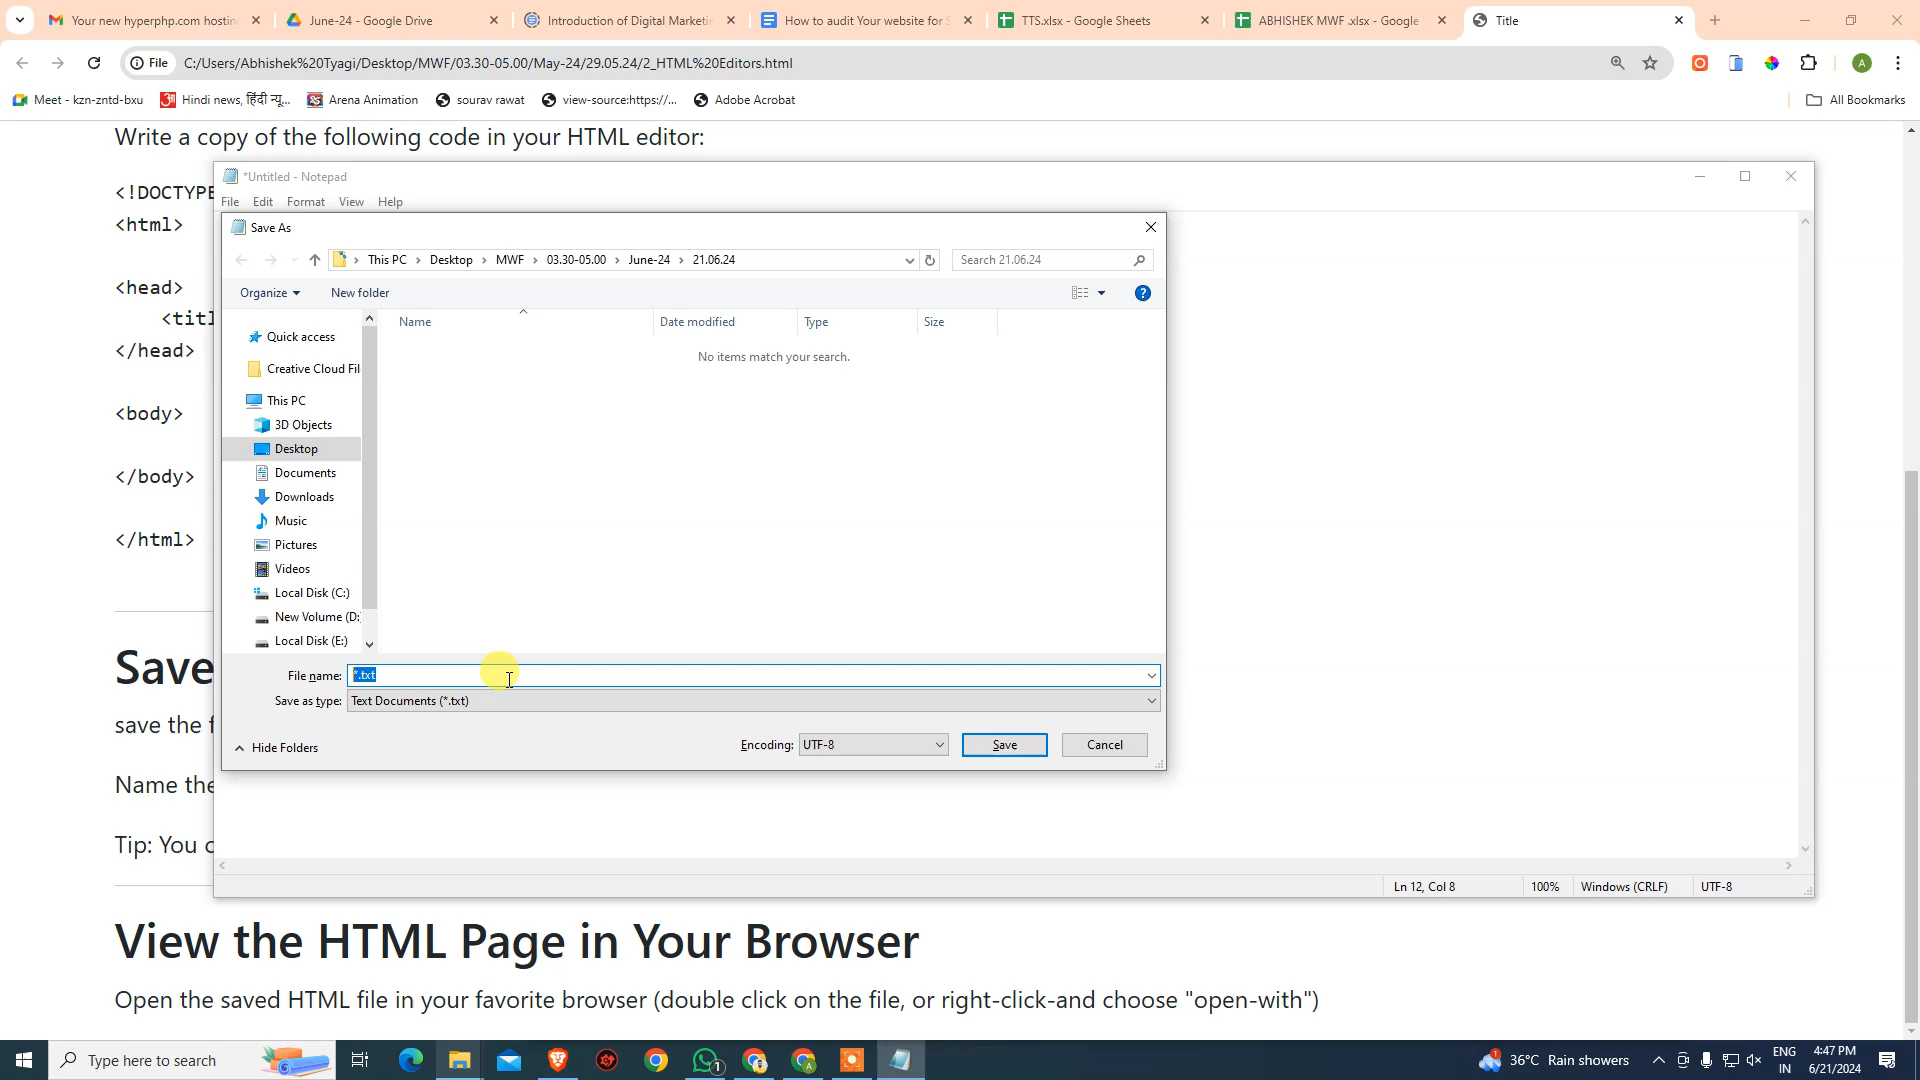 Your new hyperphp.com hostin
June-24 - Google Drive
Introduction of Digital Marketin
How to audit Your website for S
TTS.xlsx - Google Sheets
ABHISHEK MWF .xlsx - Google
Title
File
C:/Users/Abhishek%20Tyagi/Desktop/MWF/03.30-05.00/May-24/29.05.24/2_HTML%20Editors.html
A
Meet - kzn-zntd-bxu
Hindi news, हिंदी न्यू...
Arena Animation
sourav rawat
view-source:https://...
Adobe Acrobat
All Bookmarks
Write a copy of the following code in your HTML editor:
<!DOCTYPE
<html>
<head>
<titl
</head>
<body>
</body>
</html>
Save
save the f
Name the
Tip: You c
*Untitled - Notepad
File Edit Format View Help
Save As
This PC > Desktop > MWF > 03.30-05.00 > June-24 > 21.06.24
Search 21.06.24
Organize
New folder
?
Name
Date modified
Type
Size
No items match your search.
Quick access
Creative Cloud Fil
This PC
3D Objects
Desktop
Documents
Downloads
Music
Pictures
Videos
Local Disk (C:)
New Volume (D:
Local Disk (E:)
File name: *.txt
Save as type: Text Documents (*.txt)
Hide Folders
Encoding: UTF-8
Save
Cancel
Ln 12, Col 8
100%
Windows (CRLF)
UTF-8
View the HTML Page in Your Browser
Open the saved HTML file in your favorite browser (double click on the file, or right-click-and choose "open-with")
Type here to search
1
A
1
36°C Rain showers
ENG
IN
4:47 PM
6/21/2024